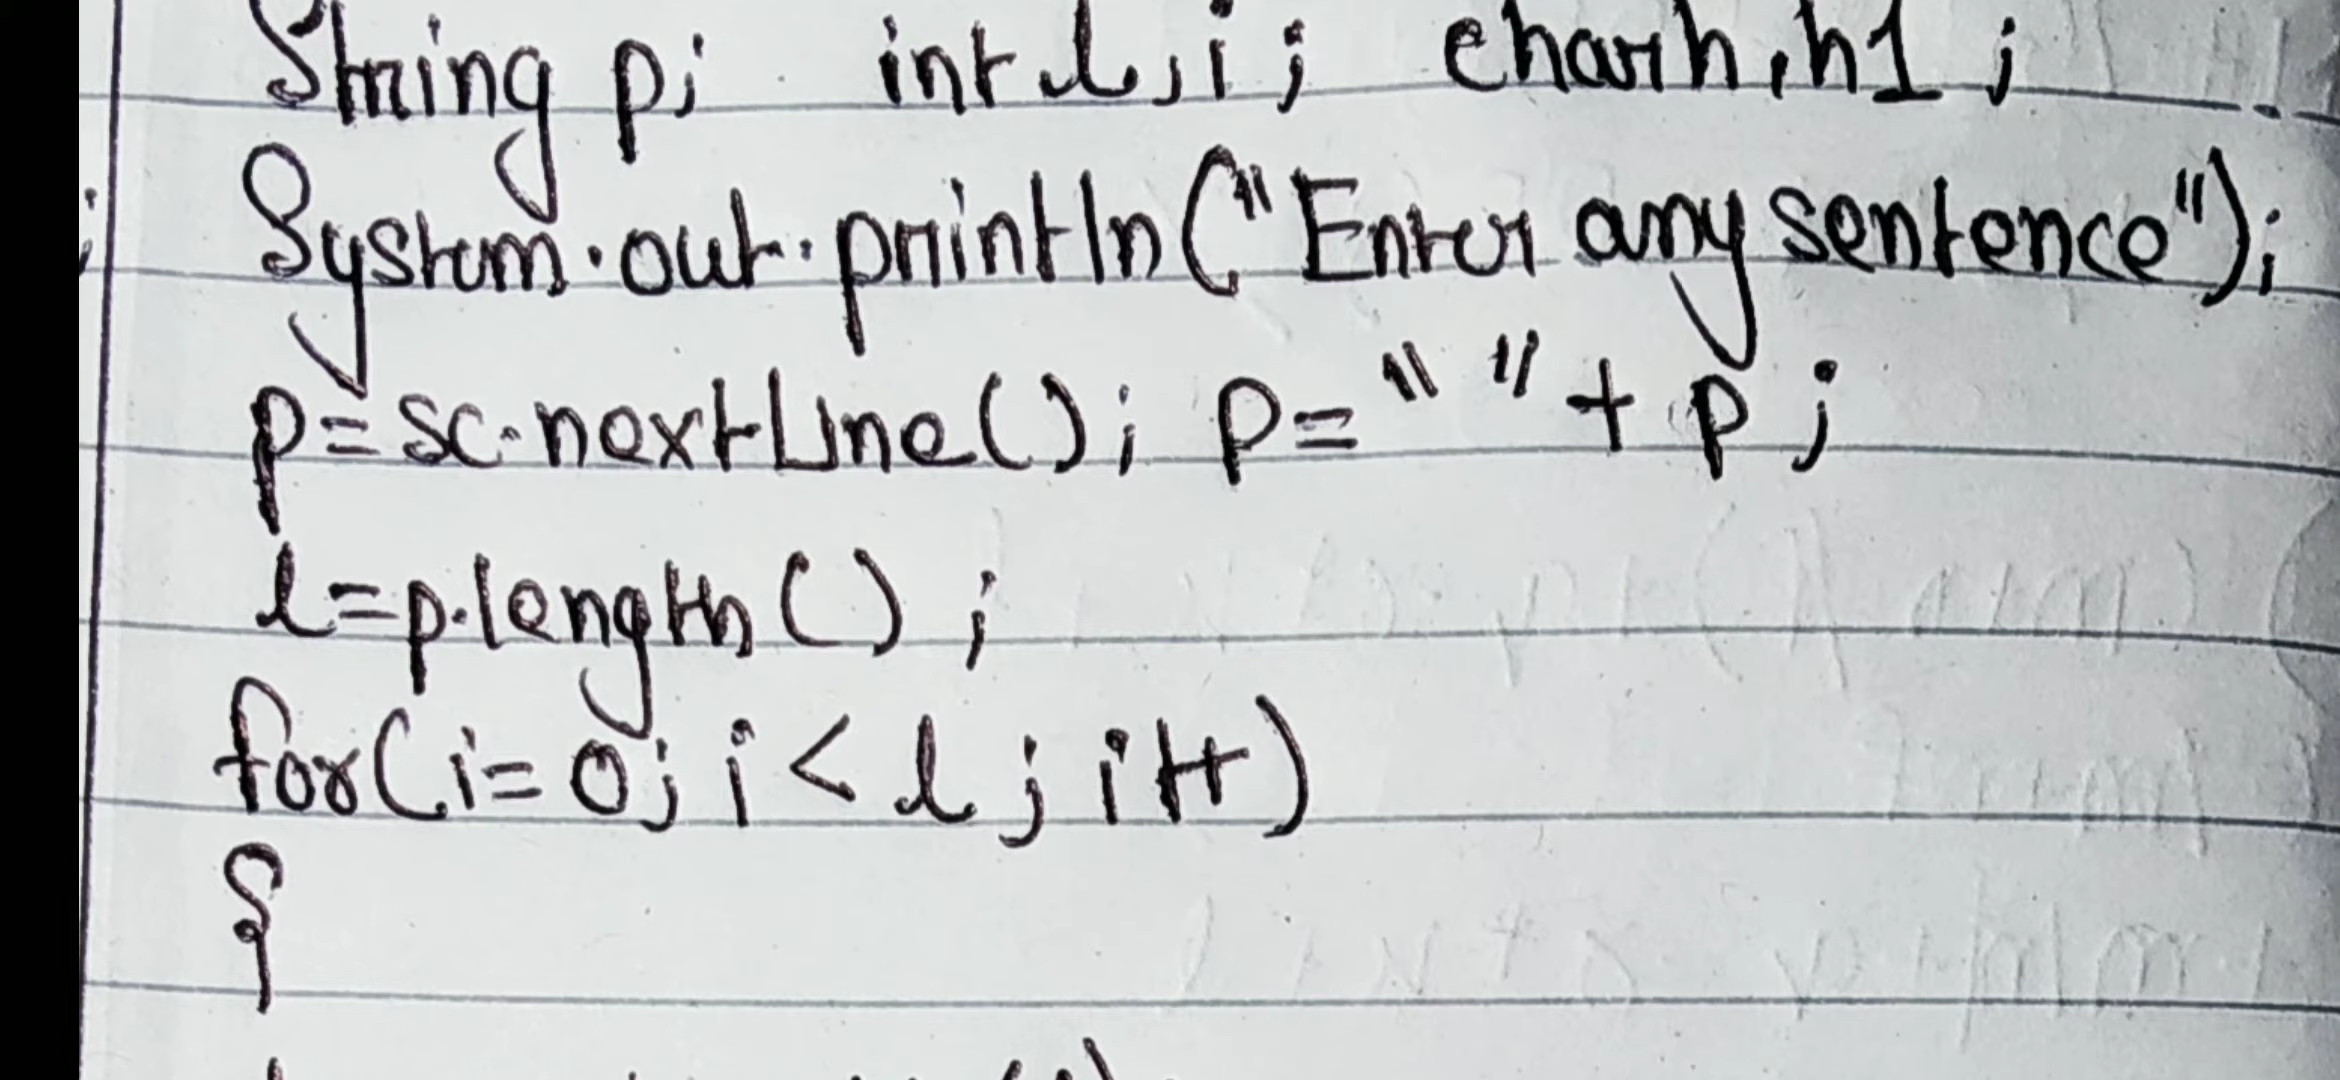 String p; int l,i; char h,h1;
System.out.println("Enter any sentence");
p=sc.nextLine(); p=" "+p;
l=p.length();
for(i=0; i<l; i++)
{